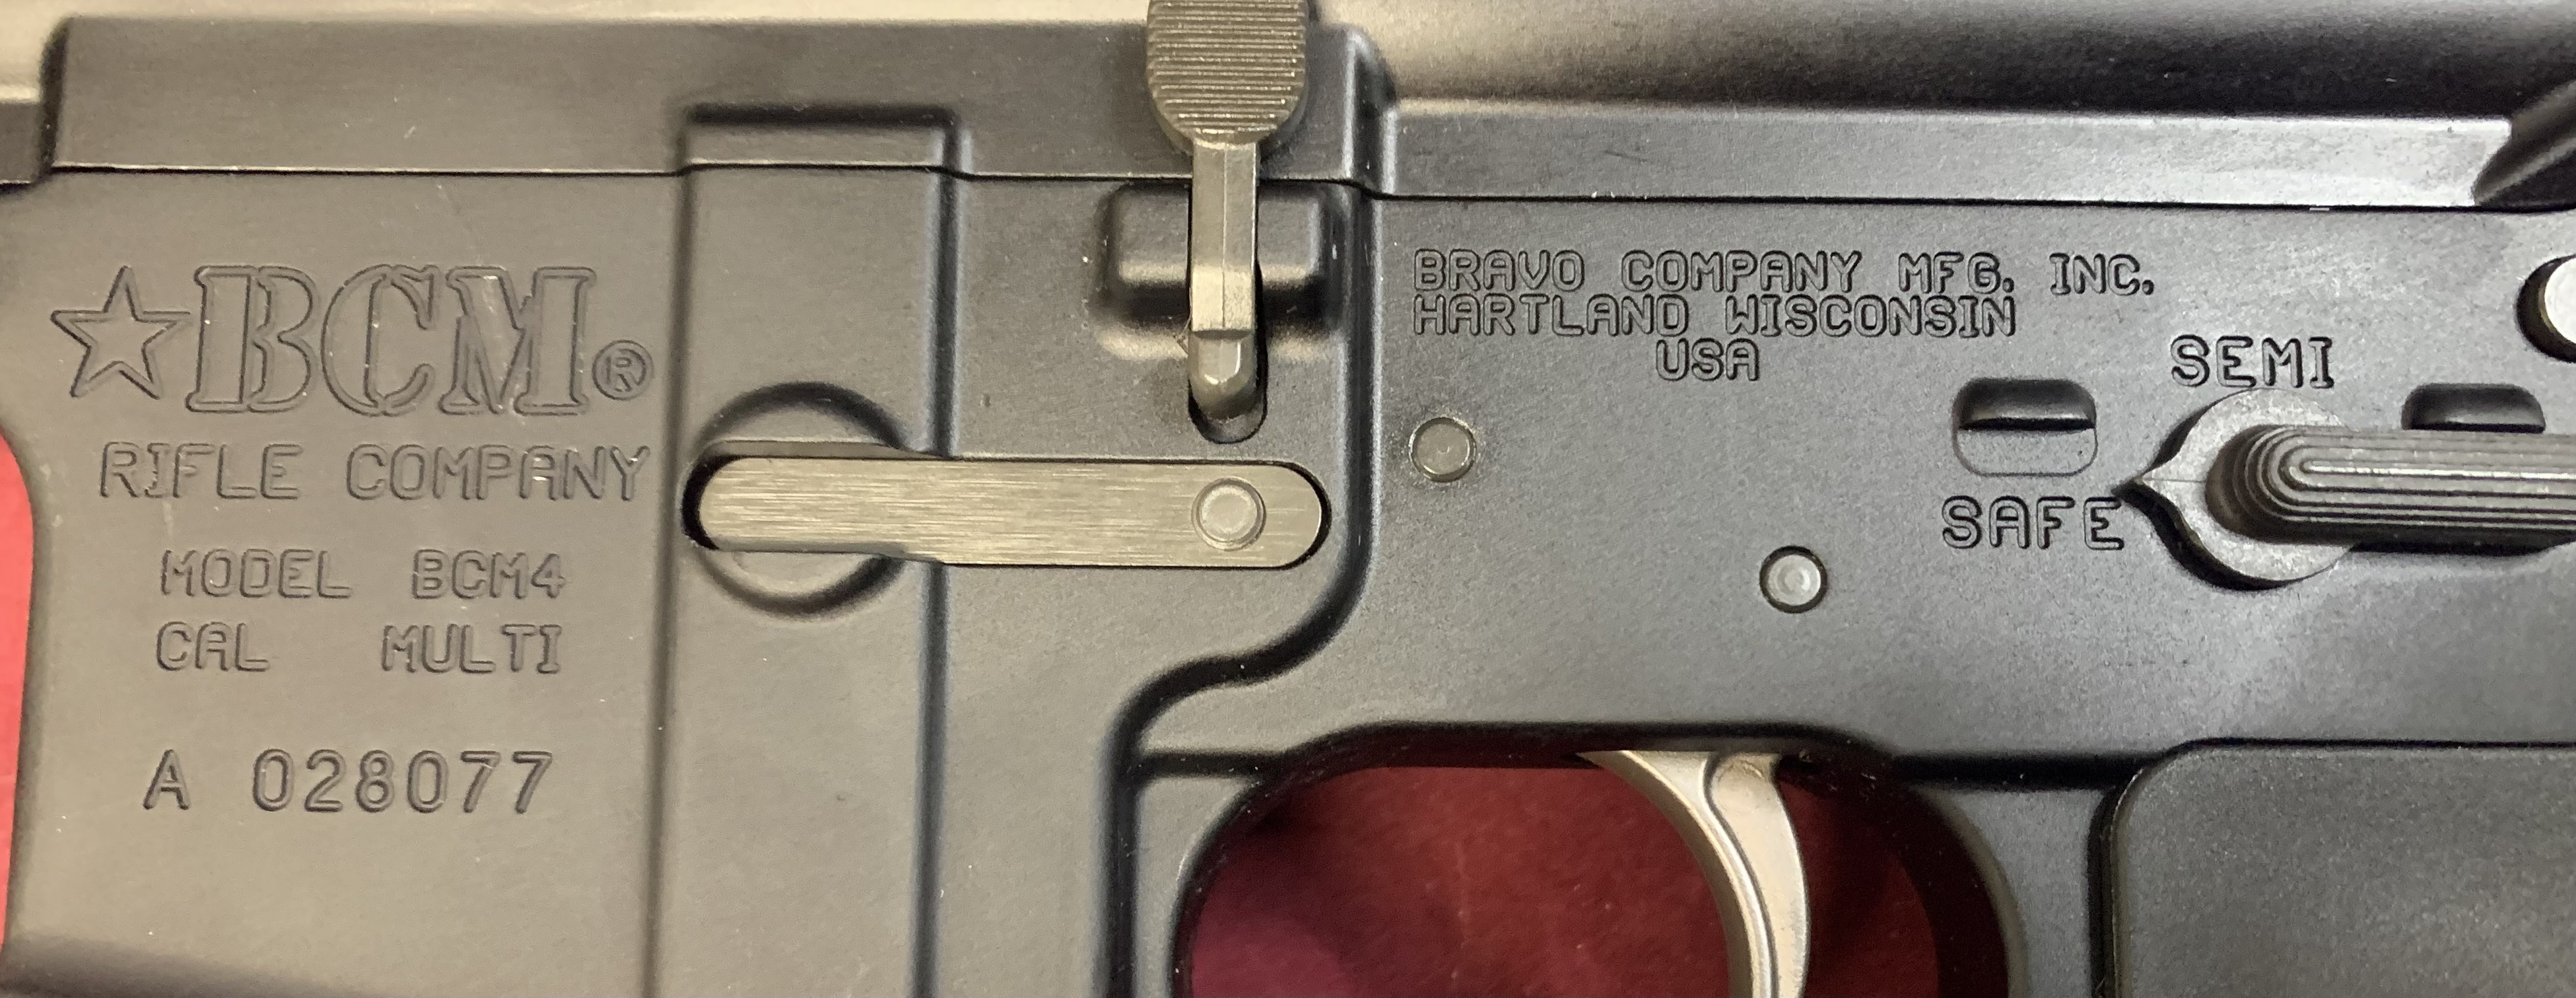 ★BCM®
RIFLE COMPANY
MODEL BCM4
CAL MULTI
A 028077
BRAVO COMPANY MFG. INC.
HARTLAND WISCONSIN
USA
SEMI
SAFE